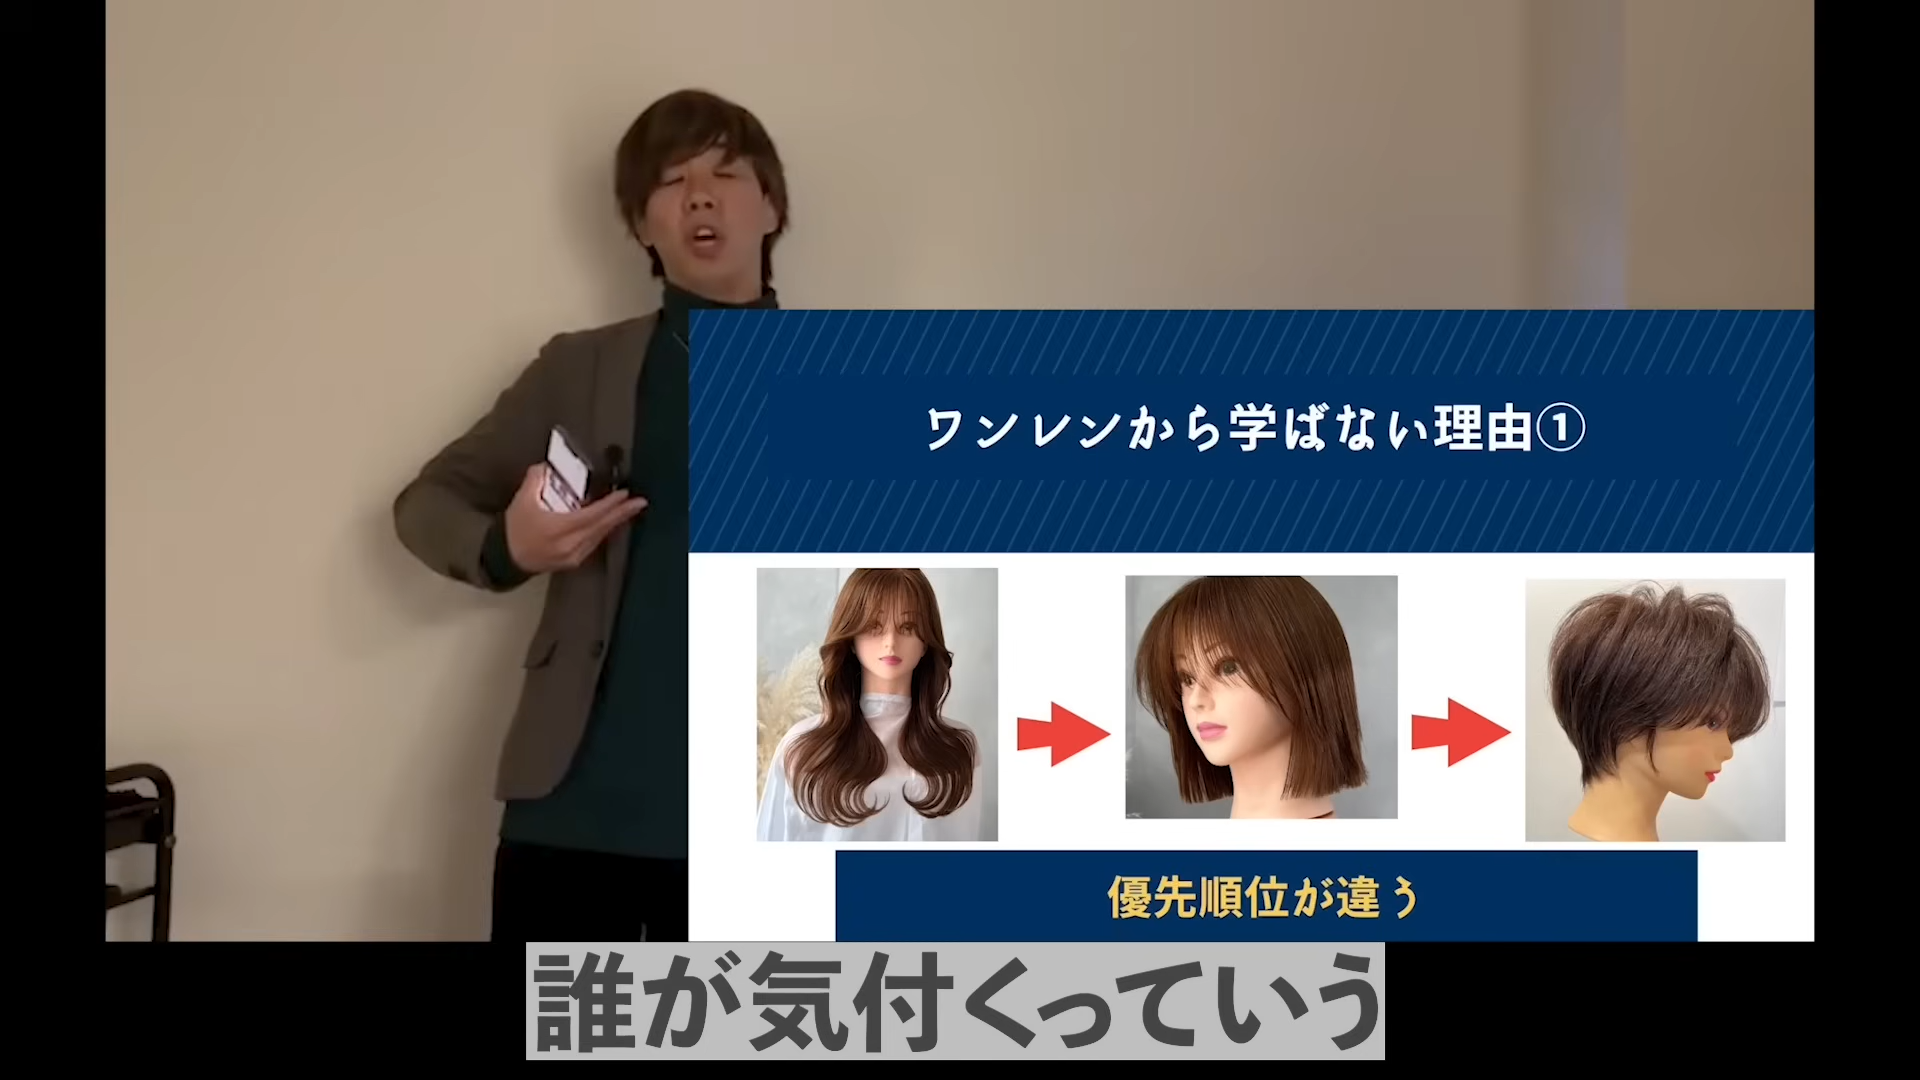 ワンレンから学ばない理由①
優先順位が違う
誰が気付くっていう